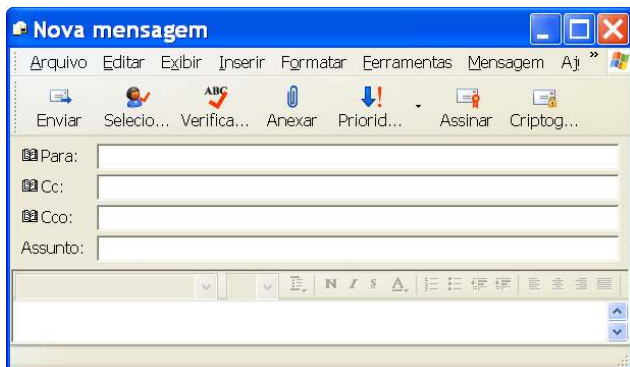 Nova mensagem
Arquivo Editar Exibir Inserir Formatar Ferramentas Mensagem Aj »
ABC
Enviar Selecio... Verifica... Anexar Priorid... Assinar Criptog...
Para:
Cc:
Cco:
Assunto:
N I S A